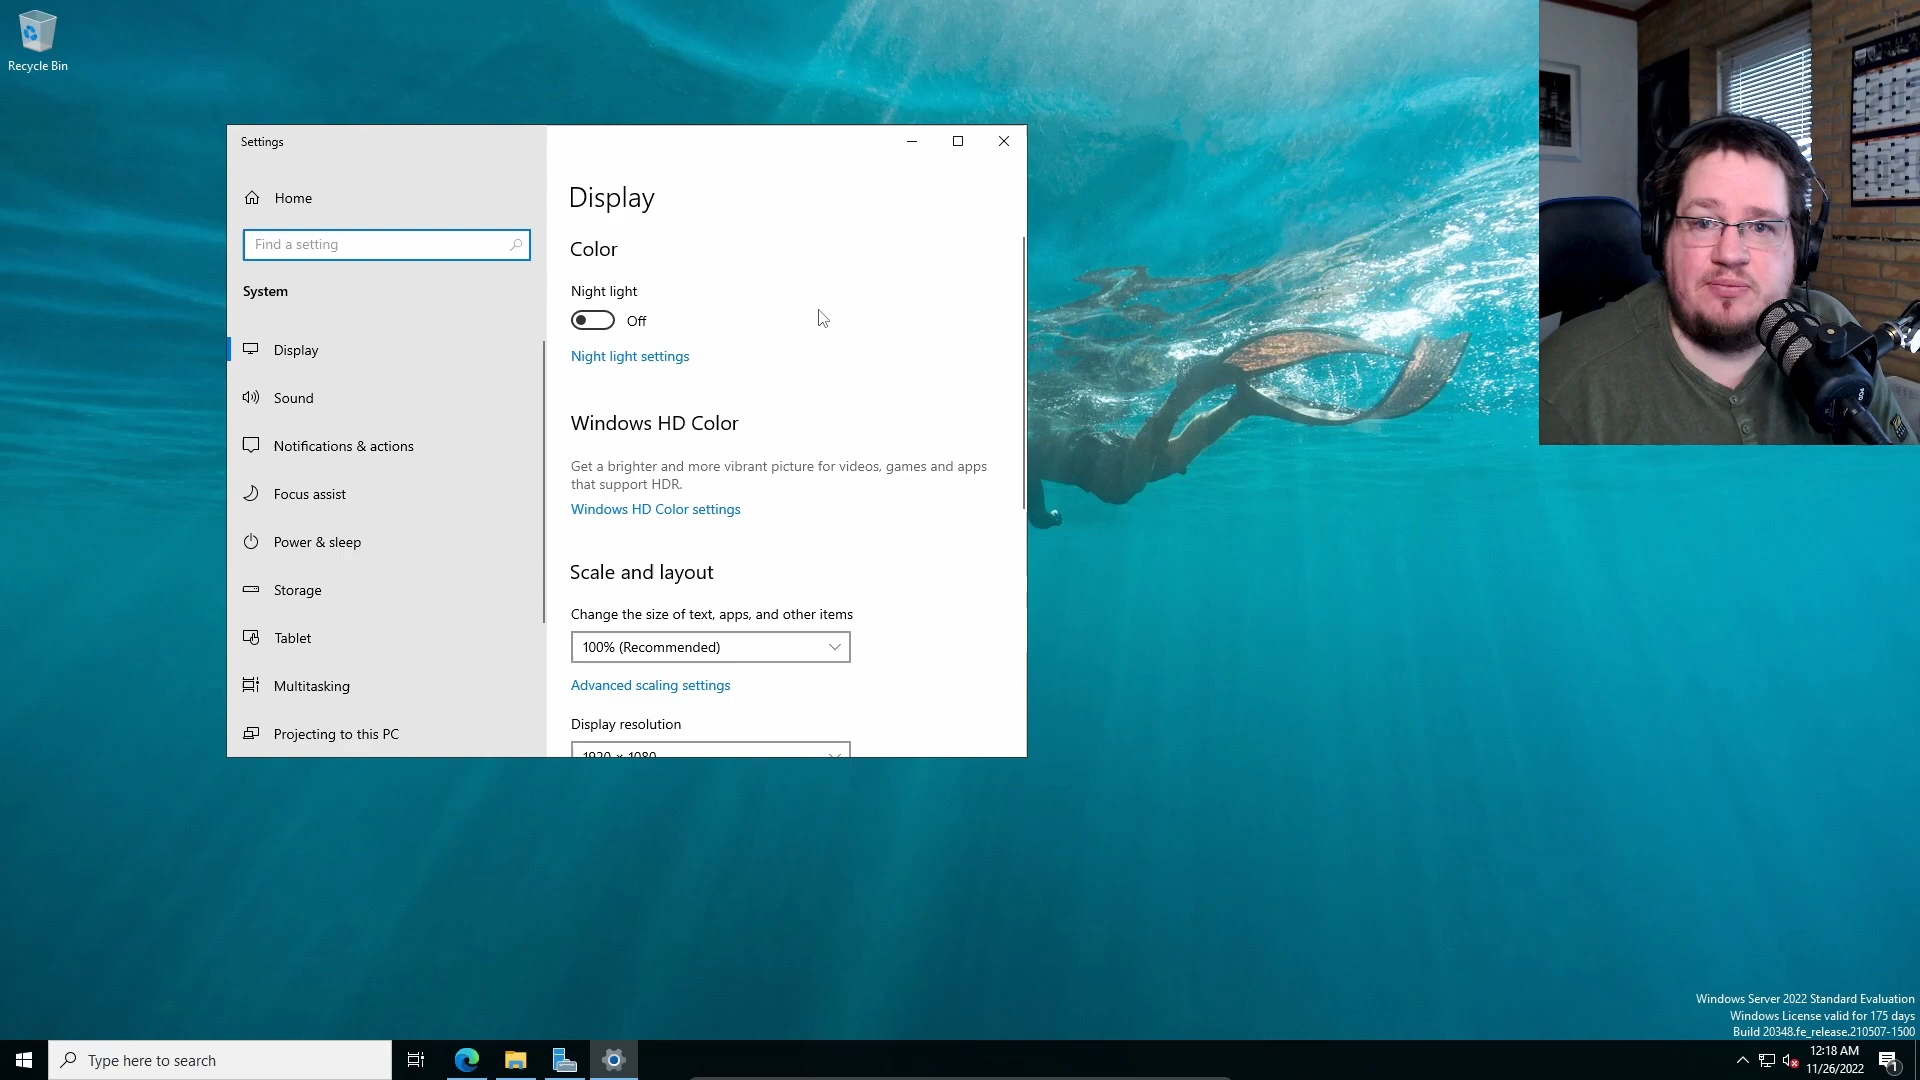 Recycle Bin
Settings
Home
Find a setting
System
Display
Sound
Notifications & actions
Focus assist
Power & sleep
Storage
Tablet
Multitasking
Projecting to this PC
Display
Color
Night light
Off
Night light settings
Windows HD Color
Get a brighter and more vibrant picture for videos, games and apps
that support HDR.
Windows HD Color settings
Scale and layout
Change the size of text, apps, and other items
100% (Recommended)
Advanced scaling settings
Display resolution
1920 × 1080
Windows Server 2022 Standard Evaluation
Windows License valid for 175 days
Build 20348.fe_release.210507-1500
Type here to search
12:18 AM
11/26/2022
1